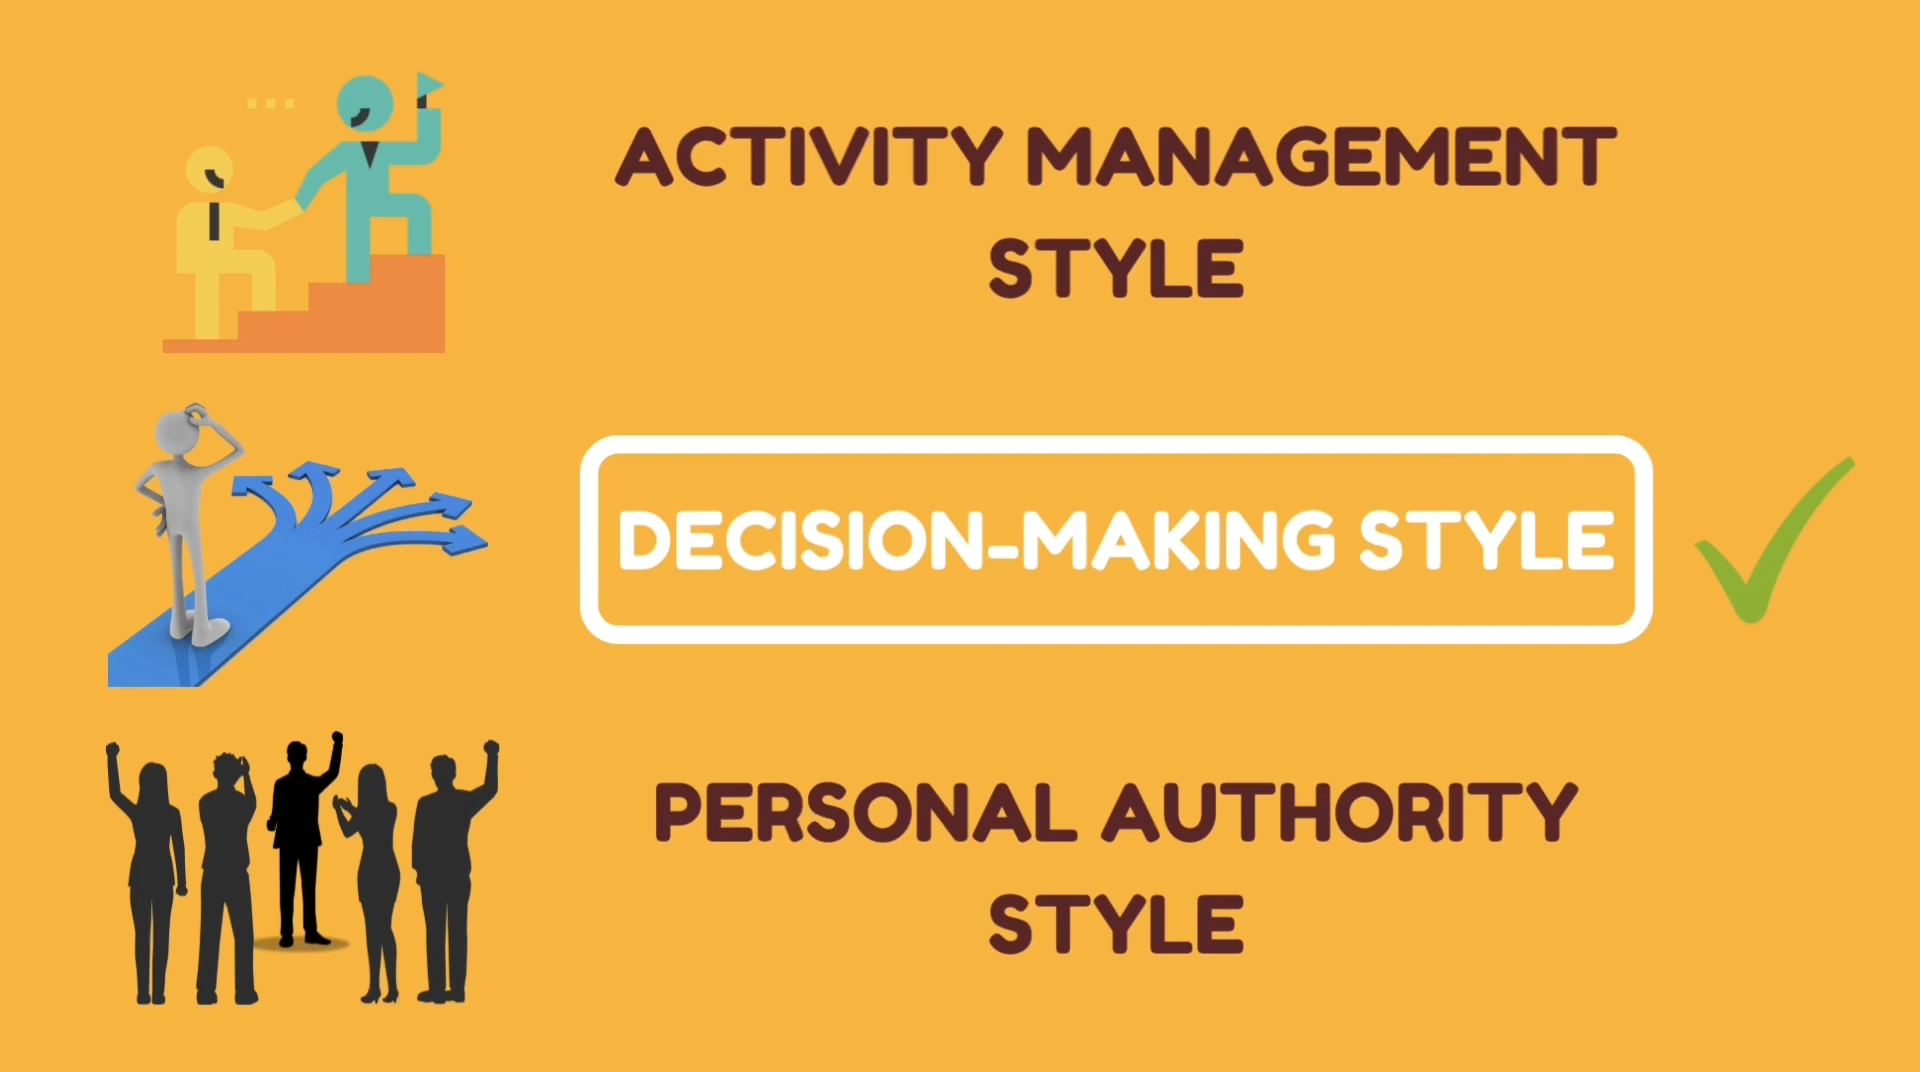 ACTIVITY MANAGEMENT
STYLE
DECISION-MAKING STYLE
PERSONAL AUTHORITY
STYLE